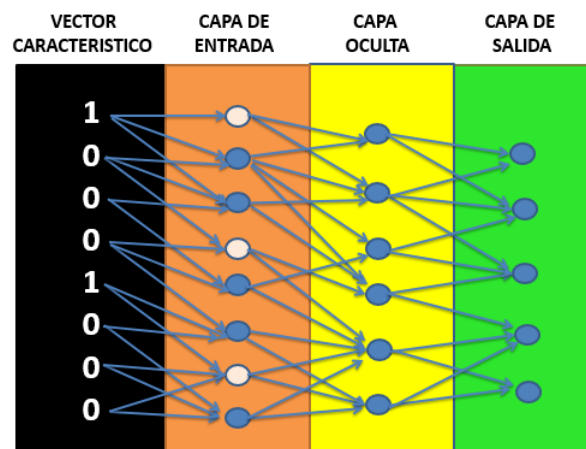 VECTOR
CARACTERISTICO
CAPA DE
ENTRADA
CAPA
OCULTA
CAPA DE
SALIDA
1
0
0
0
1
0
0
0